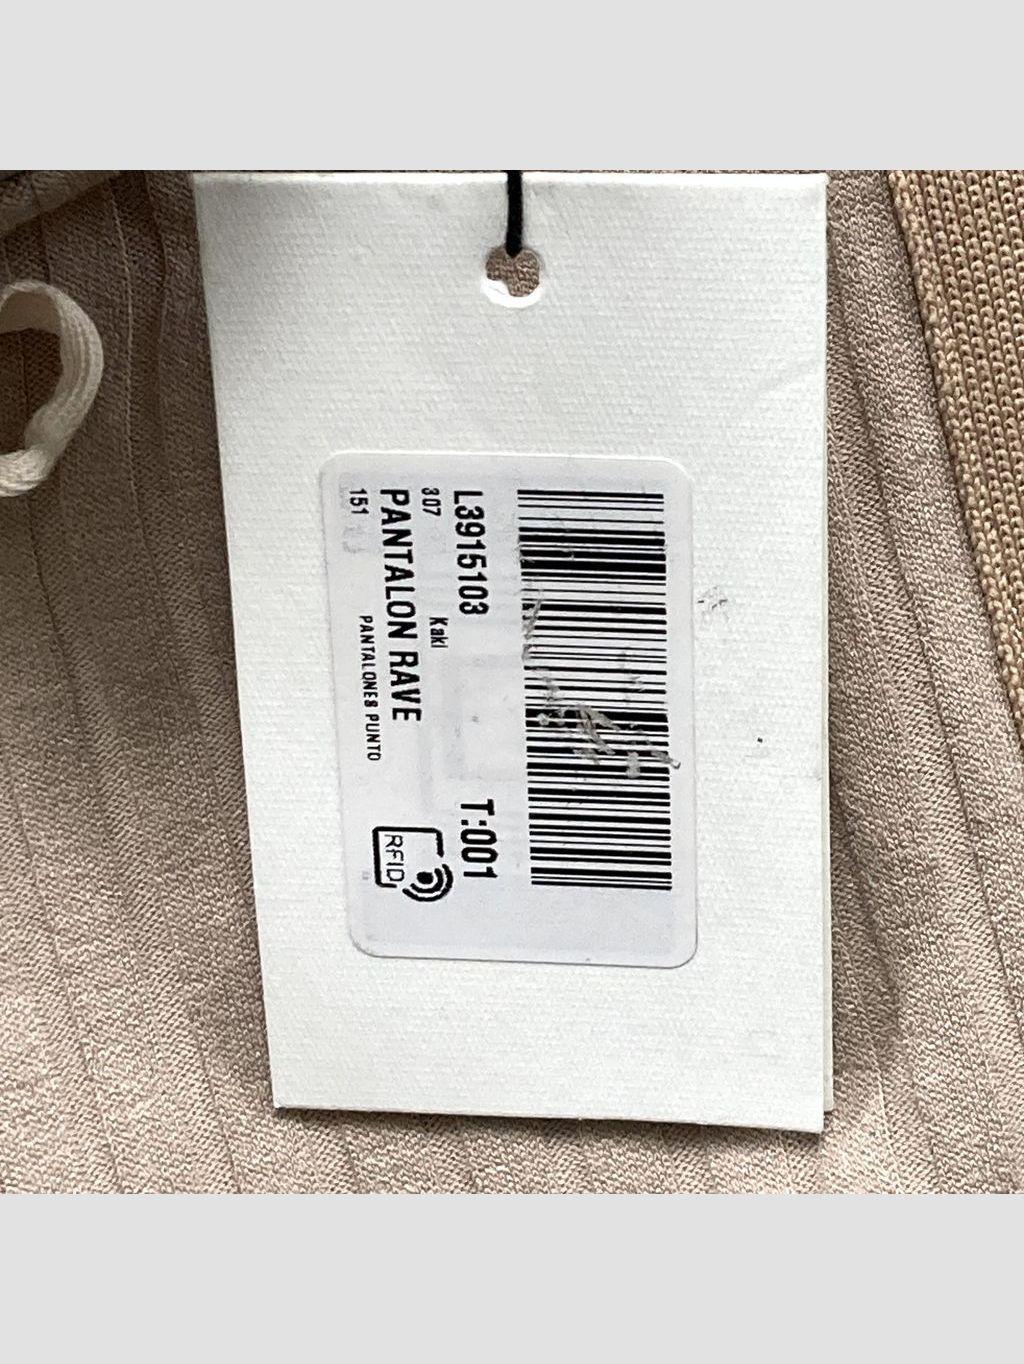 L3915103 T:001
307 Kaki
PANTALON RAVE
151 PANTALONES PUNTO
RFID